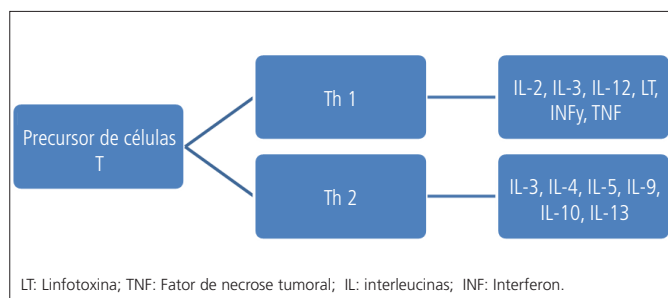 Precursor de células
T
Th 1
IL-2, IL-3, IL-12, LT,
INFy, TNF
Th 2
IL-3, IL-4, IL-5, IL-9,
IL-10, IL-13
LT: Linfotoxina; TNF: Fator de necrose tumoral; IL: interleucinas; INF: Interferon.